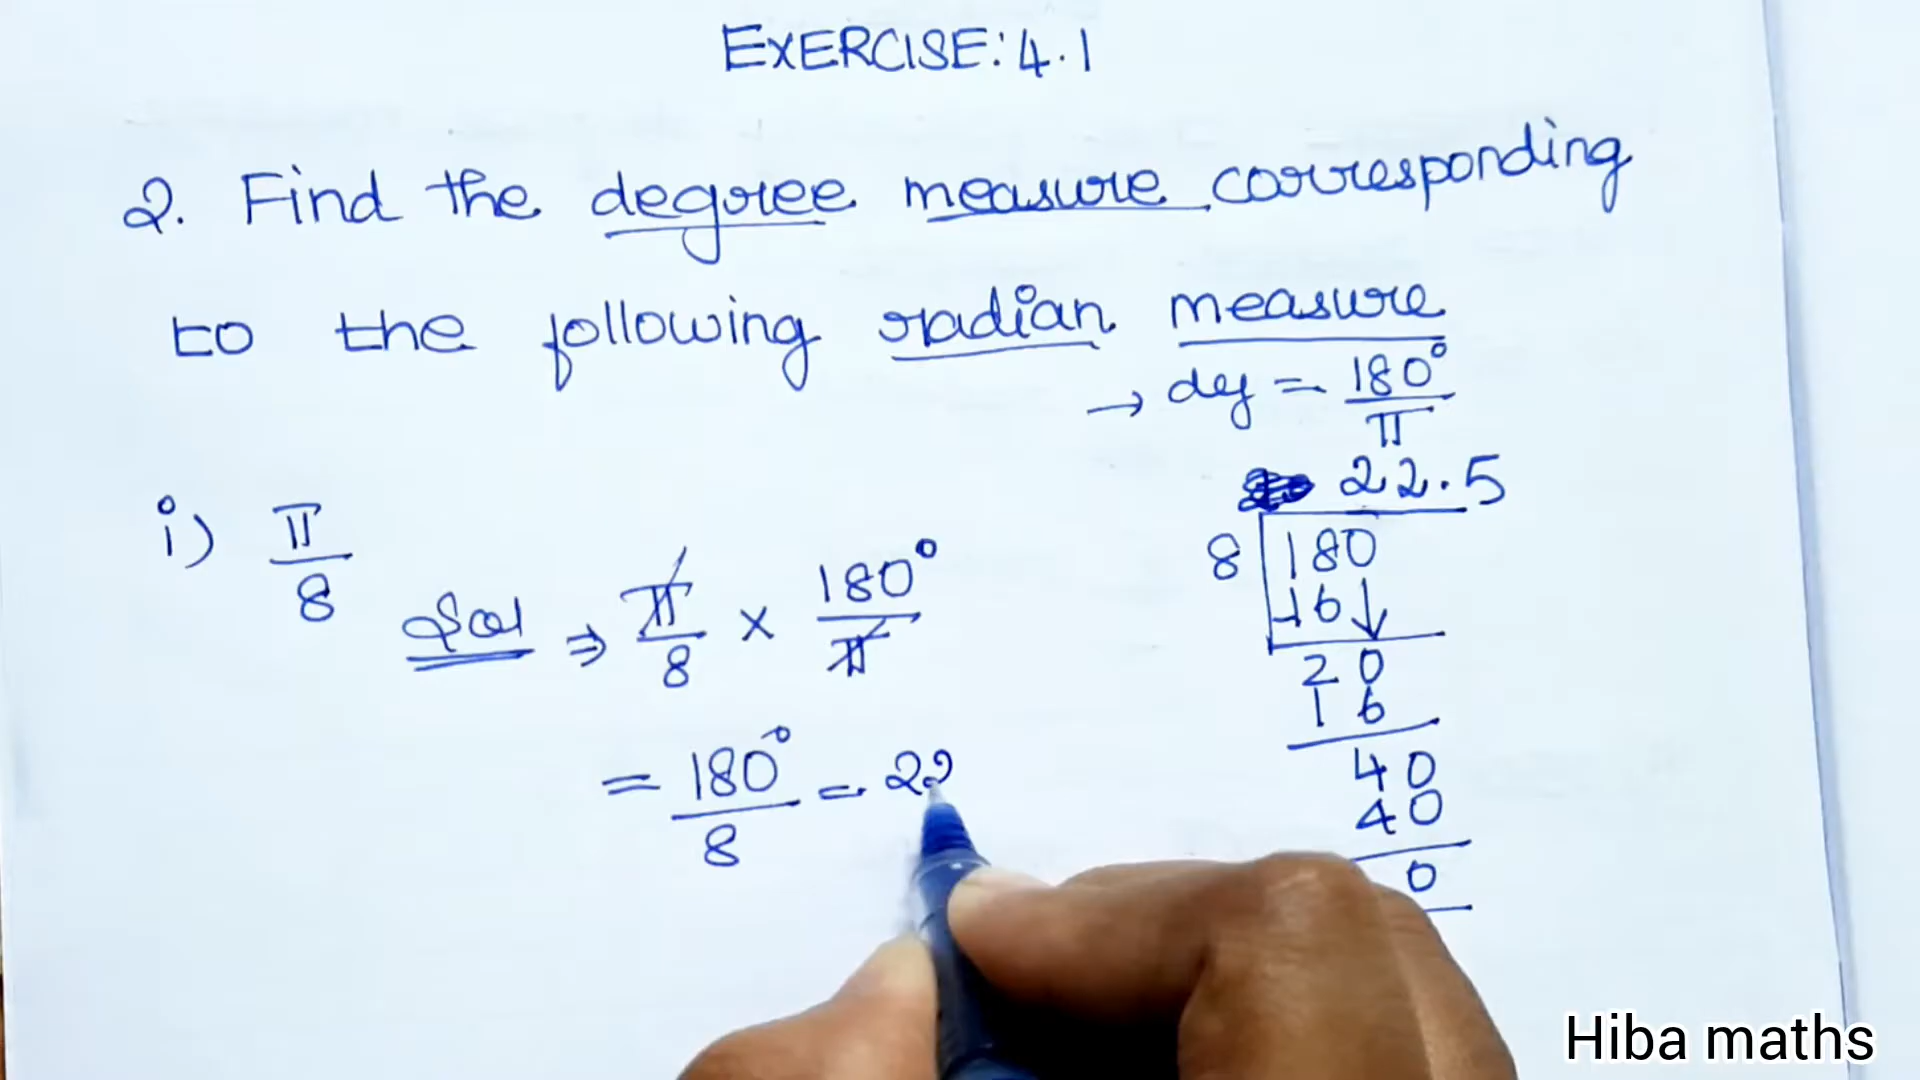 EXERCISE: 4.1
2. Find the degree measure corresponding
to the following radian measure
→ deg = 180°/π
i) π/8
Sol ⇒ π/8 × 180°/π
= 180°/8 = 22
22.5
8 180
16↓
20
16
40
40
0
Hiba maths